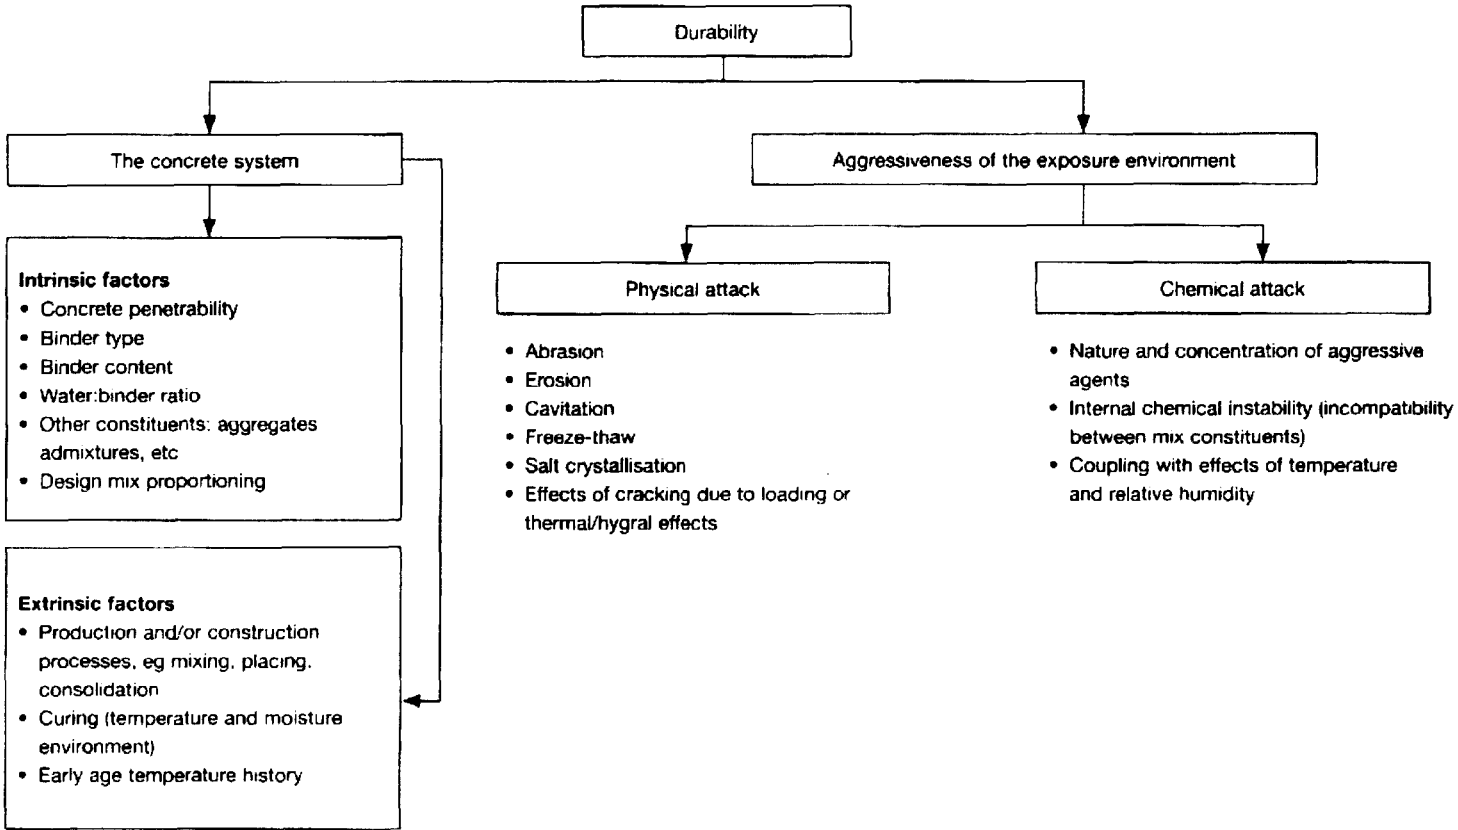 Durability
The concrete system
Aggressiveness of the exposure environment
Intrinsic factors
• Concrete penetrability
• Binder type
• Binder content
• Water:binder ratio
• Other constituents: aggregates
admixtures, etc
• Design mix proportioning
Extrinsic factors
• Production and/or construction
processes, eg mixing, placing,
consolidation
• Curing (temperature and moisture
environment)
• Early age temperature history
Physical attack
• Abrasion
• Erosion
• Cavitation
• Freeze-thaw
• Salt crystallisation
• Effects of cracking due to loading or
thermal/hygral effects
Chemical attack
• Nature and concentration of aggressive
agents
• Internal chemical instability (incompatibility
between mix constituents)
• Coupling with effects of temperature
and relative humidity